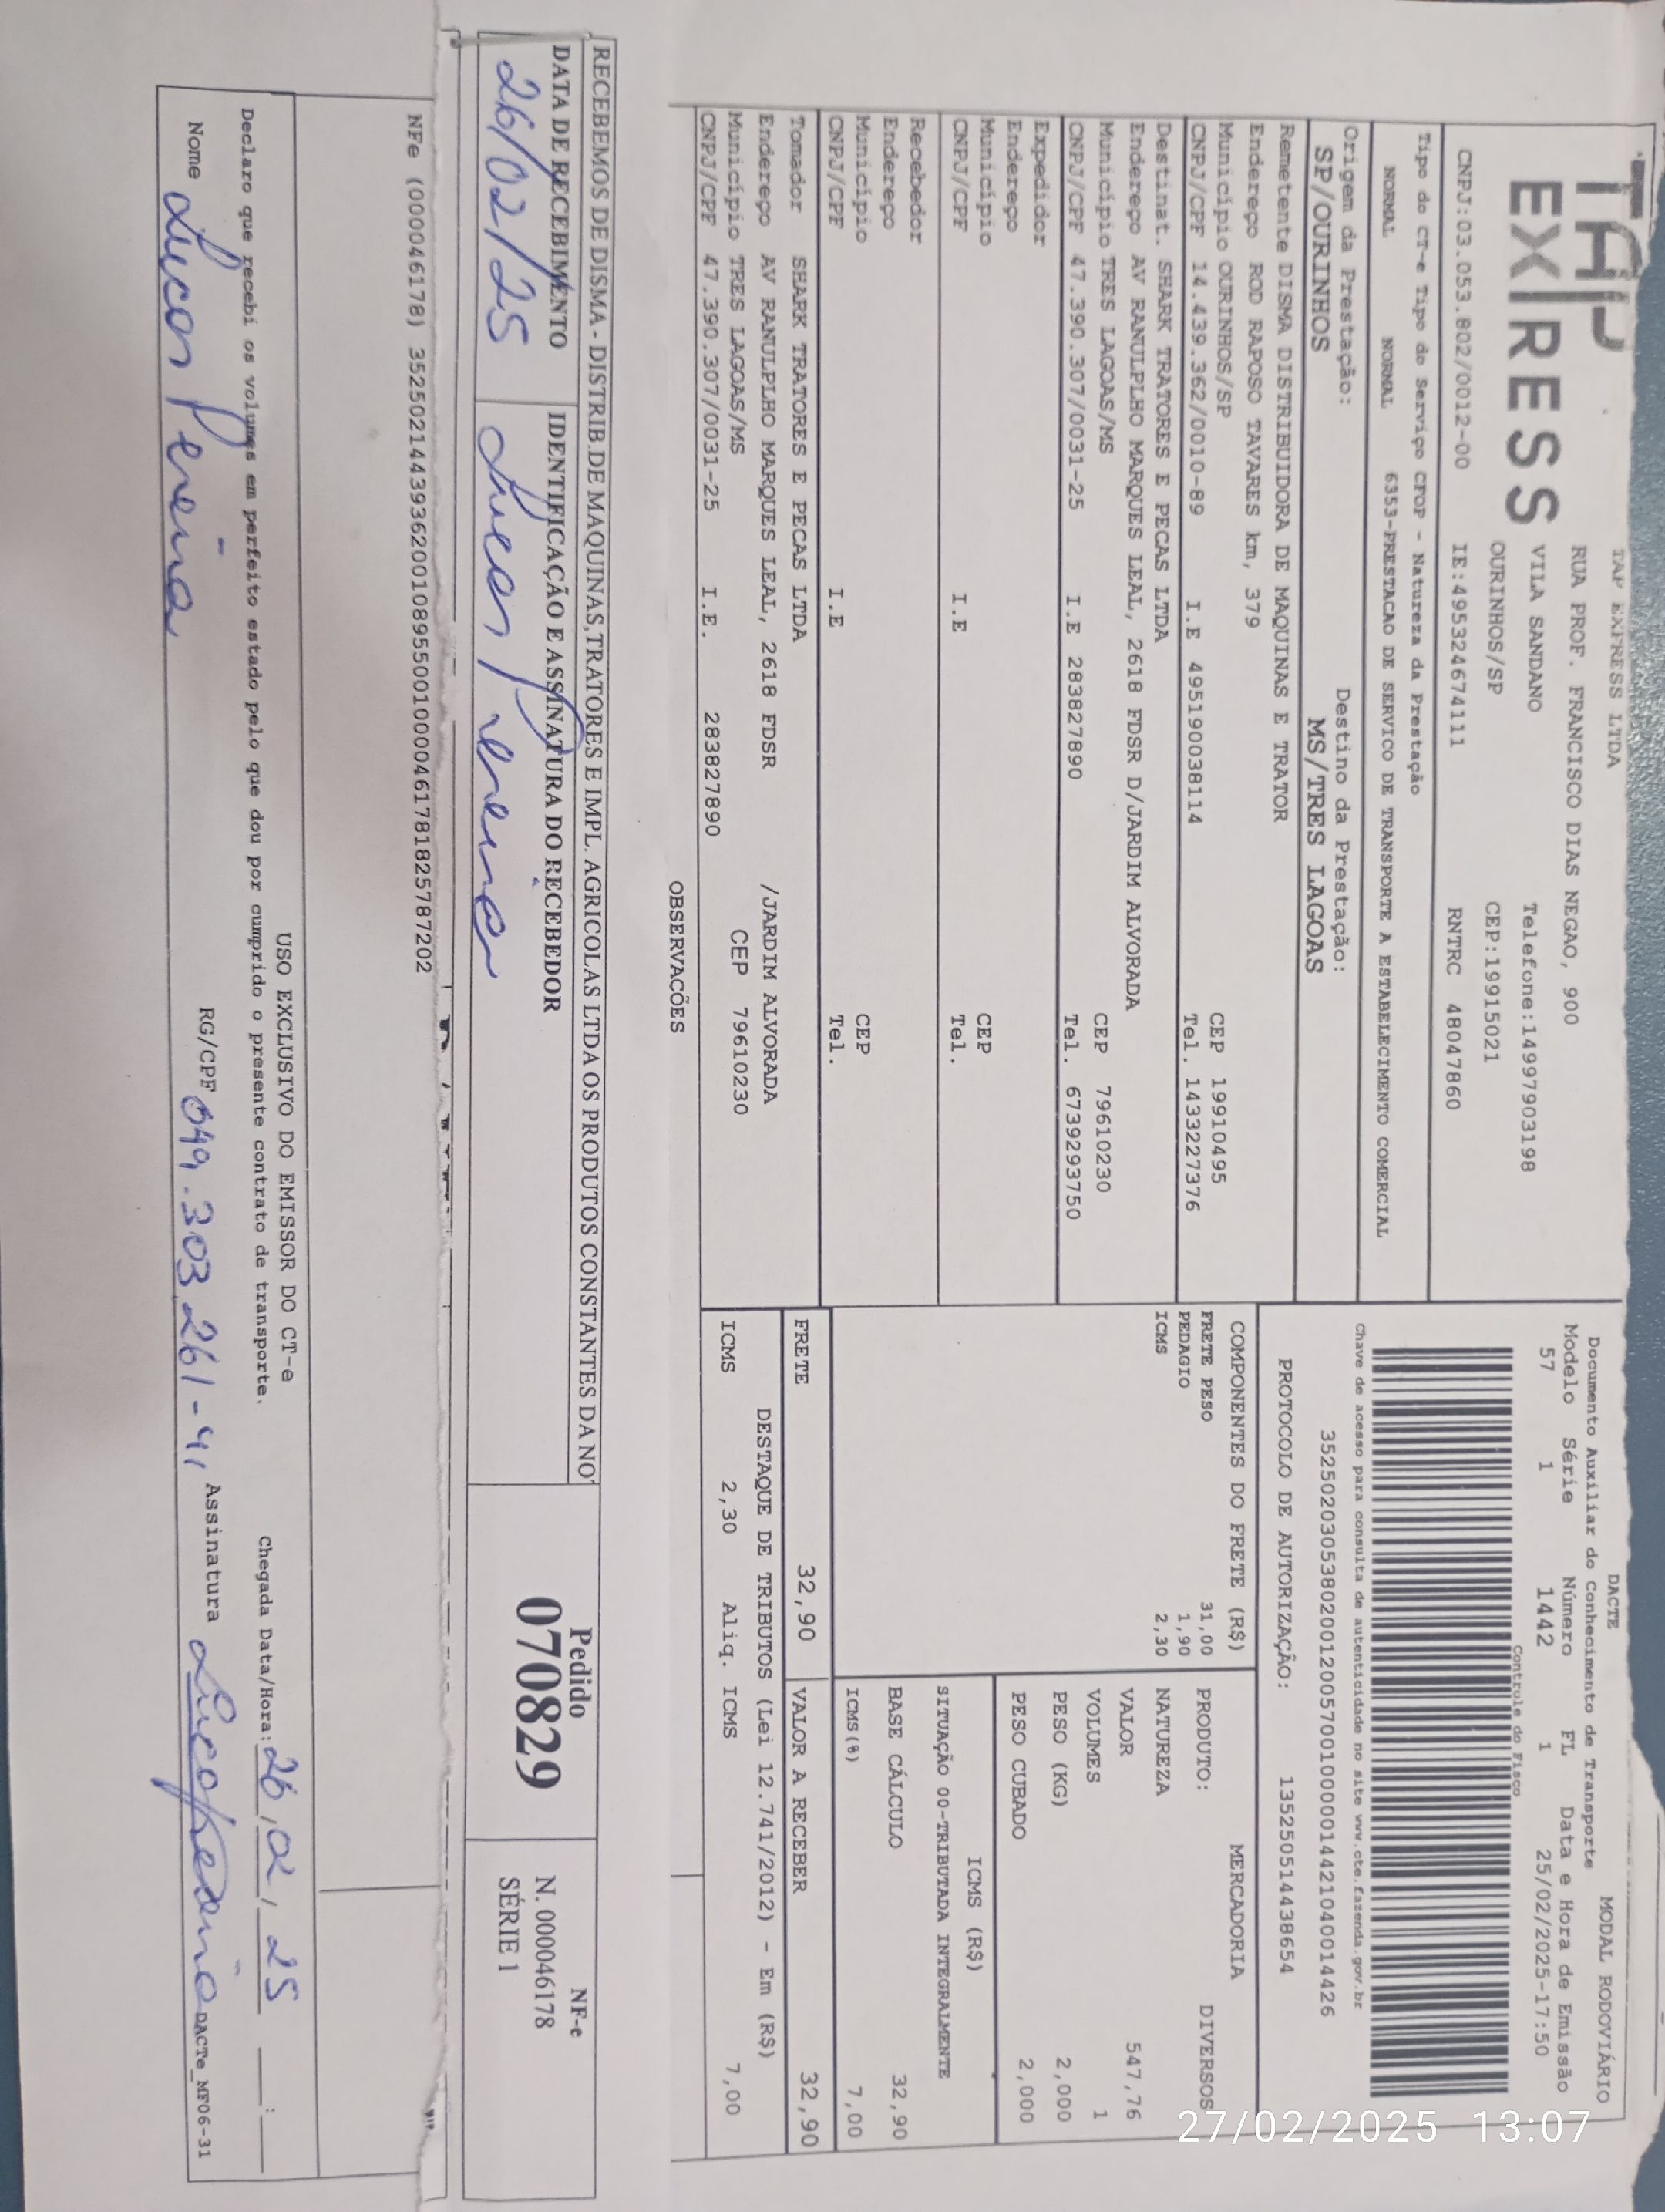 TAP EXPRESS
TAP EXPRESS LTDA
RUA PROF. FRANCISCO DIAS NEGAO, 900
VILA SANDANO Telefone:14997903198
OURINHOS/SP CEP:19915021
CNPJ:03.053.802/0012-00 IE:495324674111 RNTRC 48047860
Tipo do CT-e Tipo do Serviço CFOP - Natureza da Prestação
NORMAL NORMAL 6353-PRESTACAO DE SERVICO DE TRANSPORTE A ESTABELECIMENTO COMERCIAL
Origem da Prestação: Destino da Prestação:
SP/OURINHOS MS/TRES LAGOAS
DACTE MODAL RODOVIÁRIO
Documento Auxiliar do Conhecimento de Transporte
Modelo Série Número FL Data e Hora de Emissão
57 1 1442 1 25/02/2025-17:50
Controle do Fisco
Chave de acesso para consulta de autenticidade no site www.cte.fazenda.gov.br
35250203053802001200570010000014421040014426
PROTOCOLO DE AUTORIZAÇÃO: 135250514438654
Remetente DISMA DISTRIBUIDORA DE MAQUINAS E TRATOR
Endereço ROD RAPOSO TAVARES km, 379
Município OURINHOS/SP CEP 19910495
CNPJ/CPF 14.439.362/0010-89 I.E 495190038114 Tel. 1433227376
Destinat. SHARK TRATORES E PECAS LTDA
Endereço AV RANULPLHO MARQUES LEAL, 2618 FDSR D/JARDIM ALVORADA
Município TRES LAGOAS/MS CEP 79610230
CNPJ/CPF 47.390.307/0031-25 I.E 283827890 Tel. 6739293750
Expedidor
Endereço
Município CEP
CNPJ/CPF I.E Tel.
Recebedor
Endereço
Município CEP
CNPJ/CPF I.E Tel.
Tomador SHARK TRATORES E PECAS LTDA
Endereço AV RANULPLHO MARQUES LEAL, 2618 FDSR /JARDIM ALVORADA
Município TRES LAGOAS/MS CEP 79610230
CNPJ/CPF 47.390.307/0031-25 I.E. 283827890
COMPONENTES DO FRETE (R$)
FRETE PESO 31,00
PEDAGIO 1,90
ICMS 2,30
MERCADORIA
PRODUTO: DIVERSOS
NATUREZA
VALOR 547,76
VOLUMES 1
PESO (KG) 2,000
PESO CUBADO 2,000
ICMS (R$)
SITUAÇÃO 00-TRIBUTADA INTEGRALMENTE
BASE CÁLCULO 32,90
ICMS(%) 7,00
FRETE 32,90 VALOR A RECEBER 32,90
DESTAQUE DE TRIBUTOS (Lei 12.741/2012) - Em (R$)
ICMS 2,30 Aliq. ICMS 7,00
OBSERVAÇÕES
RECEBEMOS DE DISMA - DISTRIB.DE MAQUINAS,TRATORES E IMPL. AGRICOLAS LTDA OS PRODUTOS CONSTANTES DA NO
DATA DE RECEBIMENTO IDENTIFICAÇÃO E ASSINATURA DO RECEBEDOR
26/02/25 Lucas Pereira
Pedido
070829
NF-e
N. 000046178
SÉRIE 1
NFe (000046178) 35250214439362001089550010000461781825787202
USO EXCLUSIVO DO EMISSOR DO CT-e
Declaro que recebi os volumes em perfeito estado pelo que dou por cumprido o presente contrato de transporte. Chegada Data/Hora: 26/02/25 __:__
Nome Lucas Pereira RG/CPF 049.303.261-41 Assinatura Lucas Pereira DACTe_MF06-31
27/02/2025 13:07